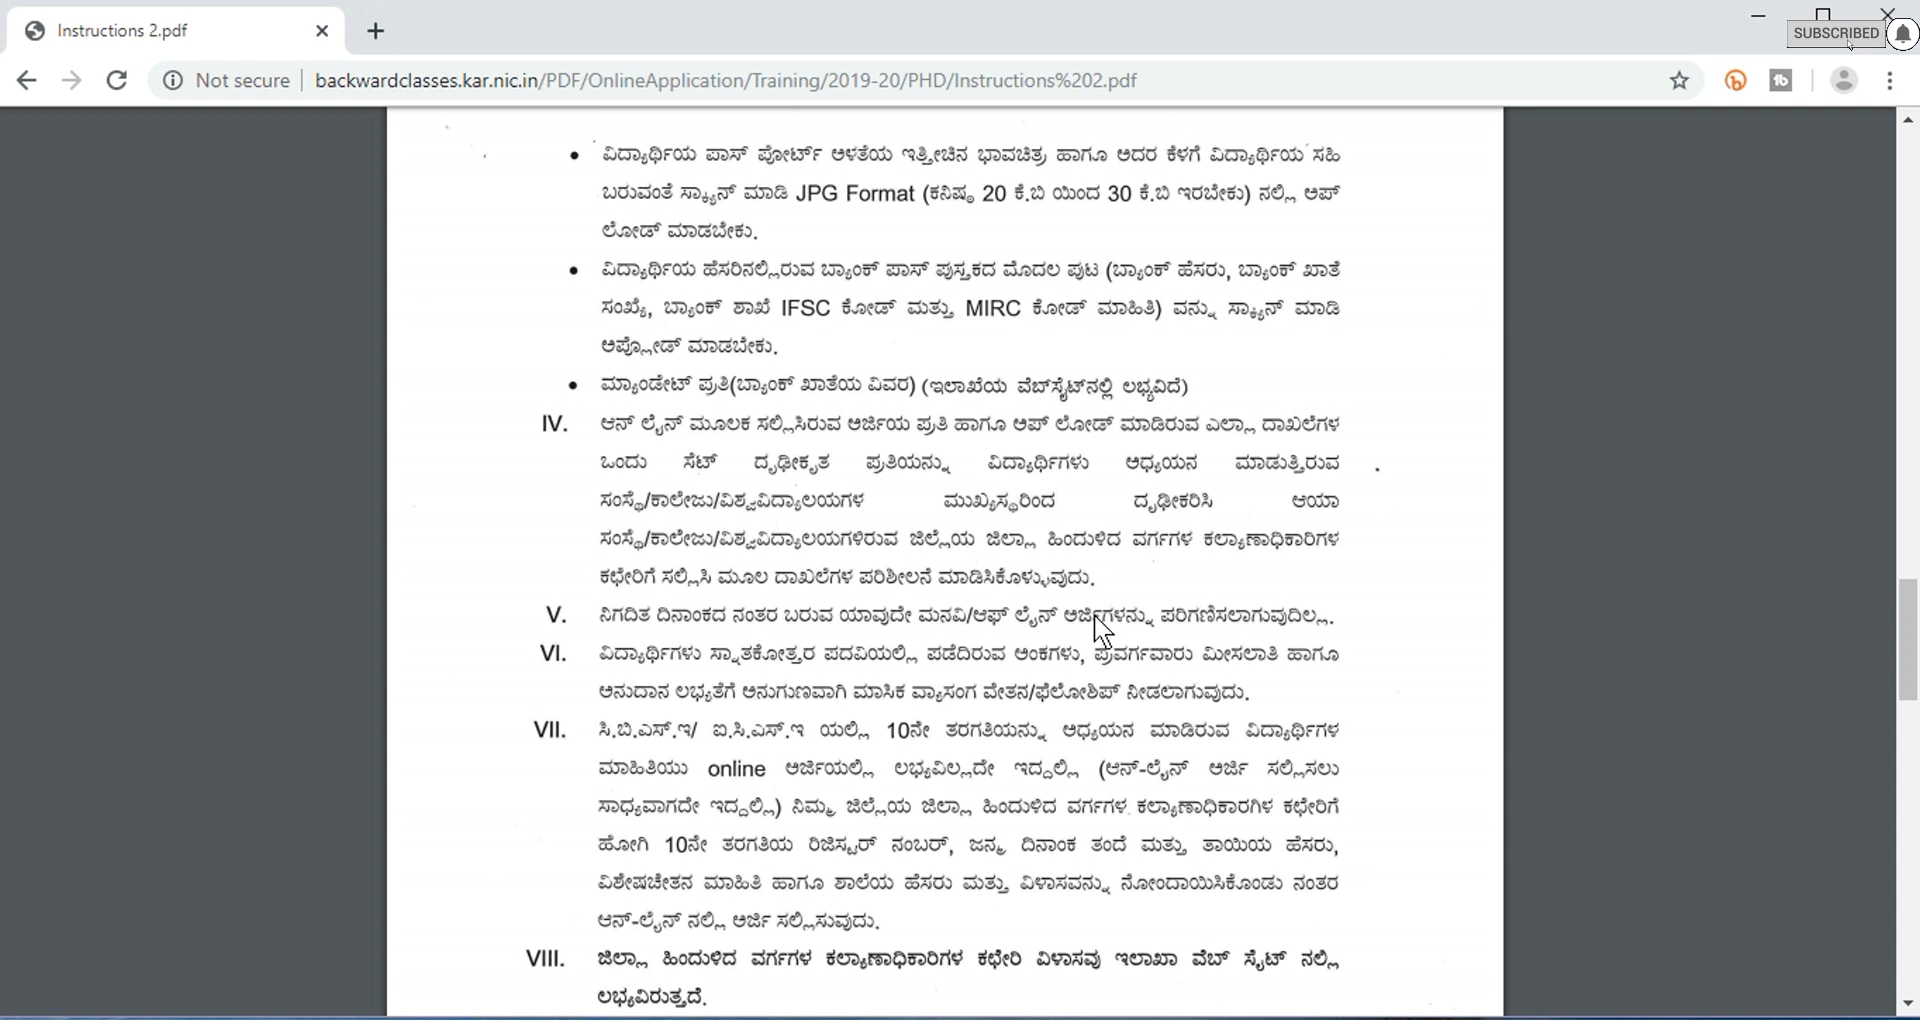 Instructions 2.pdf
SUBSCRIBED
Not secure
backwardclasses.kar.nic.in/PDF/OnlineApplication/Training/2019-20/PHD/Instructions%202.pdf
• ವಿದ್ಯಾರ್ಥಿಯ ಪಾಸ್ ಪೋರ್ಟ್ ಅಳತೆಯ ಇತ್ತೀಚಿನ ಭಾವಚಿತ್ರ ಹಾಗೂ ಅದರ ಕೆಳಗೆ ವಿದ್ಯಾರ್ಥಿಯ ಸಹಿ
ಬರುವಂತೆ ಸ್ಕ್ಯಾನ್ ಮಾಡಿ JPG Format (ಕನಿಷ್ಠ 20 ಕೆ.ಬಿ ಯಿಂದ 30 ಕೆ.ಬಿ ಇರಬೇಕು) ನಲ್ಲಿ ಅಪ್
ಲೋಡ್ ಮಾಡಬೇಕು.
• ವಿದ್ಯಾರ್ಥಿಯ ಹೆಸರಿನಲ್ಲಿರುವ ಬ್ಯಾಂಕ್ ಪಾಸ್ ಪುಸ್ತಕದ ಮೊದಲ ಪುಟ (ಬ್ಯಾಂಕ್ ಹೆಸರು, ಬ್ಯಾಂಕ್ ಖಾತೆ
ಸಂಖ್ಯೆ, ಬ್ಯಾಂಕ್ ಶಾಖೆ IFSC ಕೋಡ್ ಮತ್ತು MIRC ಕೋಡ್ ಮಾಹಿತಿ) ವನ್ನು ಸ್ಕ್ಯಾನ್ ಮಾಡಿ
ಅಪ್ಲೋಡ್ ಮಾಡಬೇಕು.
• ಮ್ಯಾಂಡೇಟ್ ಪ್ರತಿ(ಬ್ಯಾಂಕ್ ಖಾತೆಯ ವಿವರ) (ಇಲಾಖೆಯ ವೆಬ್‌ಸೈಟ್‌ನಲ್ಲಿ ಲಭ್ಯವಿದೆ)
IV. ಆನ್ ಲೈನ್ ಮೂಲಕ ಸಲ್ಲಿಸಿರುವ ಅರ್ಜಿಯ ಪ್ರತಿ ಹಾಗೂ ಅಪ್ ಲೋಡ್ ಮಾಡಿರುವ ಎಲ್ಲಾ ದಾಖಲೆಗಳ
ಒಂದು ಸೆಟ್ ದೃಢೀಕೃತ ಪ್ರತಿಯನ್ನು ವಿದ್ಯಾರ್ಥಿಗಳು ಅಧ್ಯಯನ ಮಾಡುತ್ತಿರುವ
ಸಂಸ್ಥೆ/ಕಾಲೇಜು/ವಿಶ್ವವಿದ್ಯಾಲಯಗಳ ಮುಖ್ಯಸ್ಥರಿಂದ ದೃಢೀಕರಿಸಿ ಆಯಾ
ಸಂಸ್ಥೆ/ಕಾಲೇಜು/ವಿಶ್ವವಿದ್ಯಾಲಯಗಳಿರುವ ಜಿಲ್ಲೆಯ ಜಿಲ್ಲಾ ಹಿಂದುಳಿದ ವರ್ಗಗಳ ಕಲ್ಯಾಣಾಧಿಕಾರಿಗಳ
ಕಛೇರಿಗೆ ಸಲ್ಲಿಸಿ ಮೂಲ ದಾಖಲೆಗಳ ಪರಿಶೀಲನೆ ಮಾಡಿಸಿಕೊಳ್ಳುವುದು.
V. ನಿಗದಿತ ದಿನಾಂಕದ ನಂತರ ಬರುವ ಯಾವುದೇ ಮನವಿ/ಆಫ್ ಲೈನ್ ಅರ್ಜಿಗಳನ್ನು ಪರಿಗಣಿಸಲಾಗುವುದಿಲ್ಲ.
VI. ವಿದ್ಯಾರ್ಥಿಗಳು ಸ್ನಾತಕೋತ್ತರ ಪದವಿಯಲ್ಲಿ ಪಡೆದಿರುವ ಅಂಕಗಳು, ಪ್ರವರ್ಗವಾರು ಮೀಸಲಾತಿ ಹಾಗೂ
ಅನುದಾನ ಲಭ್ಯತೆಗೆ ಅನುಗುಣವಾಗಿ ಮಾಸಿಕ ವ್ಯಾಸಂಗ ವೇತನ/ಫೆಲೋಶಿಪ್ ನೀಡಲಾಗುವುದು.
VII. ಸಿ.ಬಿ.ಎಸ್.ಇ/ ಐ.ಸಿ.ಎಸ್.ಇ ಯಲ್ಲಿ 10ನೇ ತರಗತಿಯನ್ನು ಅಧ್ಯಯನ ಮಾಡಿರುವ ವಿದ್ಯಾರ್ಥಿಗಳ
ಮಾಹಿತಿಯು online ಅರ್ಜಿಯಲ್ಲಿ ಲಭ್ಯವಿಲ್ಲದೇ ಇದ್ದಲ್ಲಿ (ಆನ್-ಲೈನ್ ಅರ್ಜಿ ಸಲ್ಲಿಸಲು
ಸಾಧ್ಯವಾಗದೇ ಇದ್ದಲ್ಲಿ) ನಿಮ್ಮ ಜಿಲ್ಲೆಯ ಜಿಲ್ಲಾ ಹಿಂದುಳಿದ ವರ್ಗಗಳ ಕಲ್ಯಾಣಾಧಿಕಾರಗಿಳ ಕಛೇರಿಗೆ
ಹೋಗಿ 10ನೇ ತರಗತಿಯ ರಿಜಿಸ್ಟರ್ ನಂಬರ್, ಜನ್ಮ ದಿನಾಂಕ ತಂದೆ ಮತ್ತು ತಾಯಿಯ ಹೆಸರು,
ವಿಶೇಷಚೇತನ ಮಾಹಿತಿ ಹಾಗೂ ಶಾಲೆಯ ಹೆಸರು ಮತ್ತು ವಿಳಾಸವನ್ನು ನೋಂದಾಯಿಸಿಕೊಂಡು ನಂತರ
ಆನ್-ಲೈನ್ ನಲ್ಲಿ ಅರ್ಜಿ ಸಲ್ಲಿಸುವುದು.
VIII. ಜಿಲ್ಲಾ ಹಿಂದುಳಿದ ವರ್ಗಗಳ ಕಲ್ಯಾಣಾಧಿಕಾರಿಗಳ ಕಛೇರಿ ವಿಳಾಸವು ಇಲಾಖಾ ವೆಬ್ ಸೈಟ್ ನಲ್ಲಿ
ಲಭ್ಯವಿರುತ್ತದೆ.